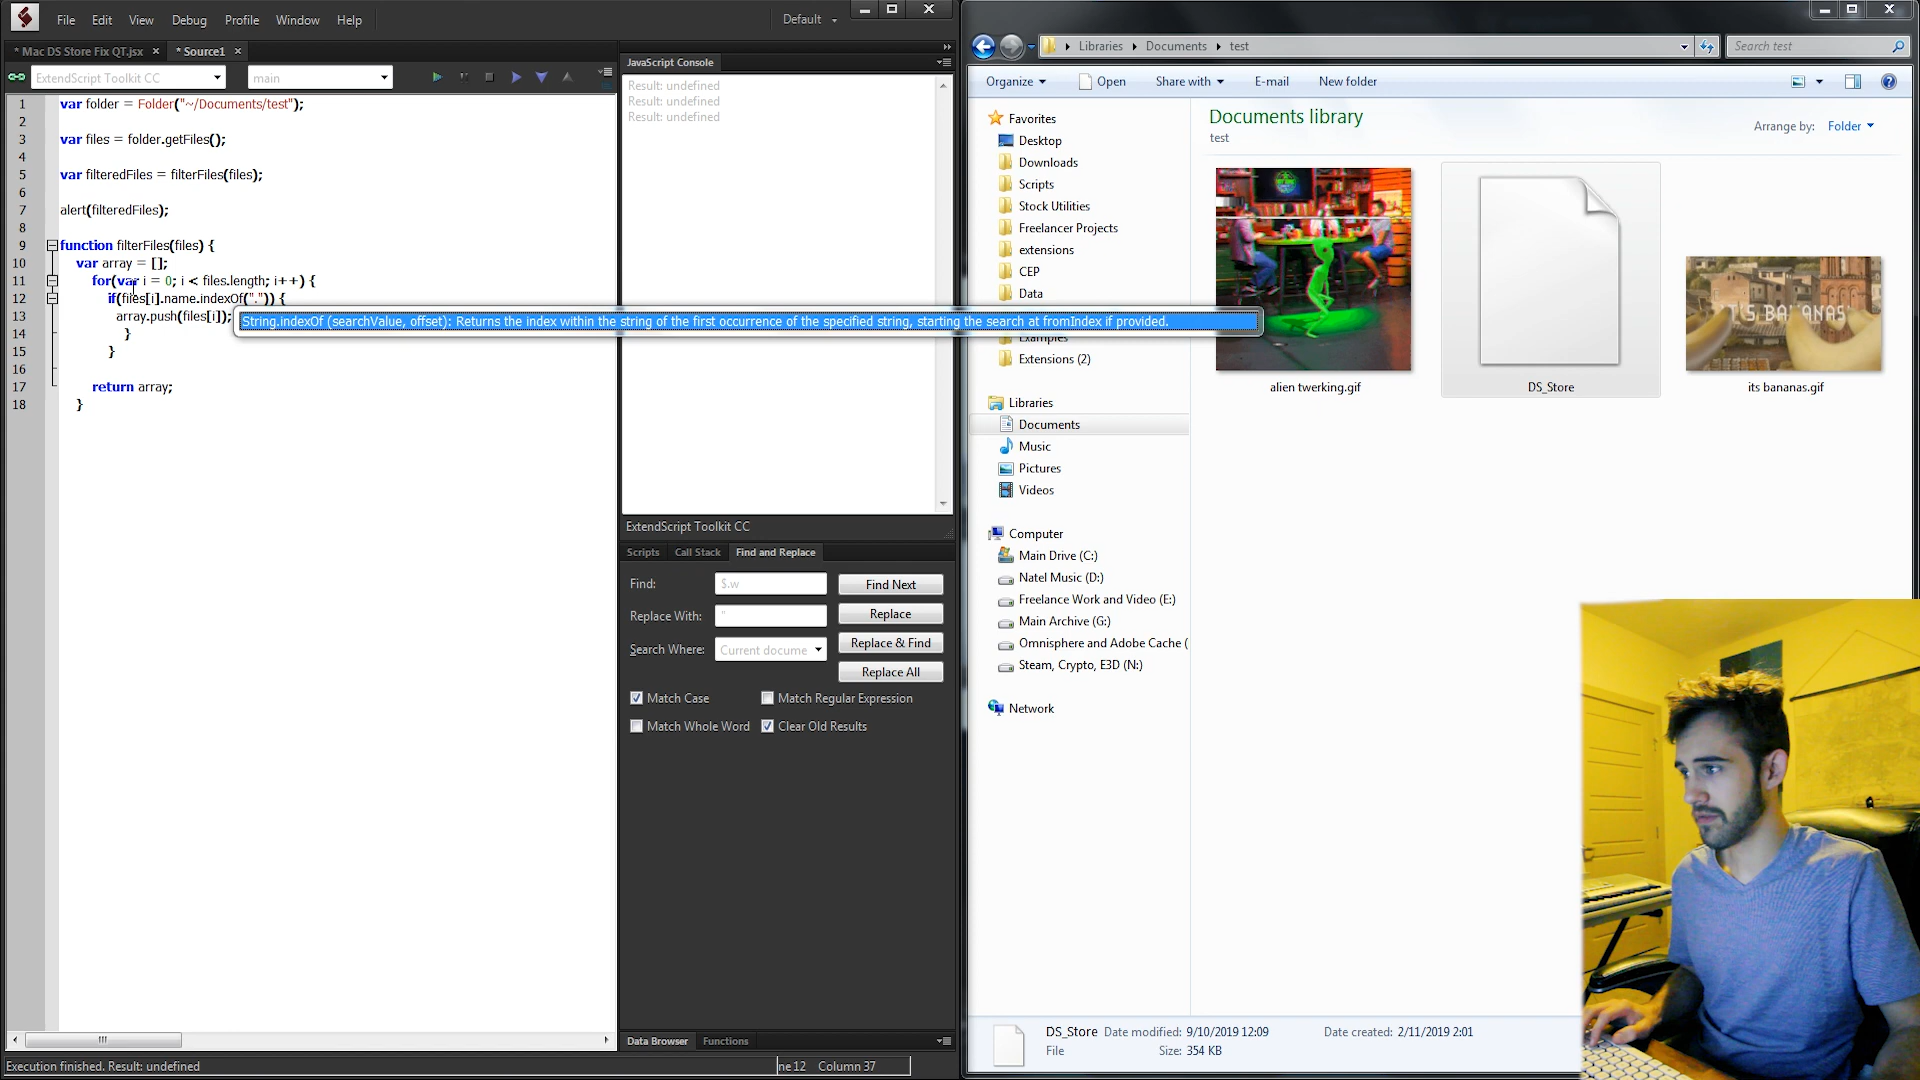 File Edit View Debug Profile Window Help
Default
* Mac DS Store Fix QT.jsx
* Source1
ExtendScript Toolkit CC
main
1 var folder = Folder("~/Documents/test");
2
3 var files = folder.getFiles();
4
5 var filteredFiles = filterFiles(files);
6
7 alert(filteredFiles);
8
9 function filterFiles(files) {
10 var array = [];
11 for(var i = 0; i < files.length; i++) {
12 if(files[i].name.indexOf(".")) {
13 array.push(files[i]);
14 }
15 }
16
17 return array;
18 }
String.indexOf (searchValue, offset): Returns the index within the string of the first occurrence of the specified string, starting the search at fromIndex if provided.
Execution finished. Result: undefined
ne 12 Column 37
JavaScript Console
Result: undefined
Result: undefined
Result: undefined
ExtendScript Toolkit CC
Scripts Call Stack Find and Replace
Find: $.w Find Next
Replace With: " Replace
Search Where: Current docume Replace & Find
Replace All
Match Case Match Regular Expression
Match Whole Word Clear Old Results
Data Browser Functions
Libraries Documents test
Search test
Organize Open Share with E-mail New folder
Favorites
Desktop
Downloads
Scripts
Stock Utilities
Freelancer Projects
extensions
CEP
Data
Examples
Extensions (2)
Libraries
Documents
Music
Pictures
Videos
Computer
Main Drive (C:)
Natel Music (D:)
Freelance Work and Video (E:)
Main Archive (G:)
Omnisphere and Adobe Cache (
Steam, Crypto, E3D (N:)
Network
Documents library
test
Arrange by: Folder
alien twerking.gif
DS_Store
IT'S BANANAS
its bananas.gif
DS_Store Date modified: 9/10/2019 12:09 Date created: 2/11/2019 2:01
File Size: 354 KB